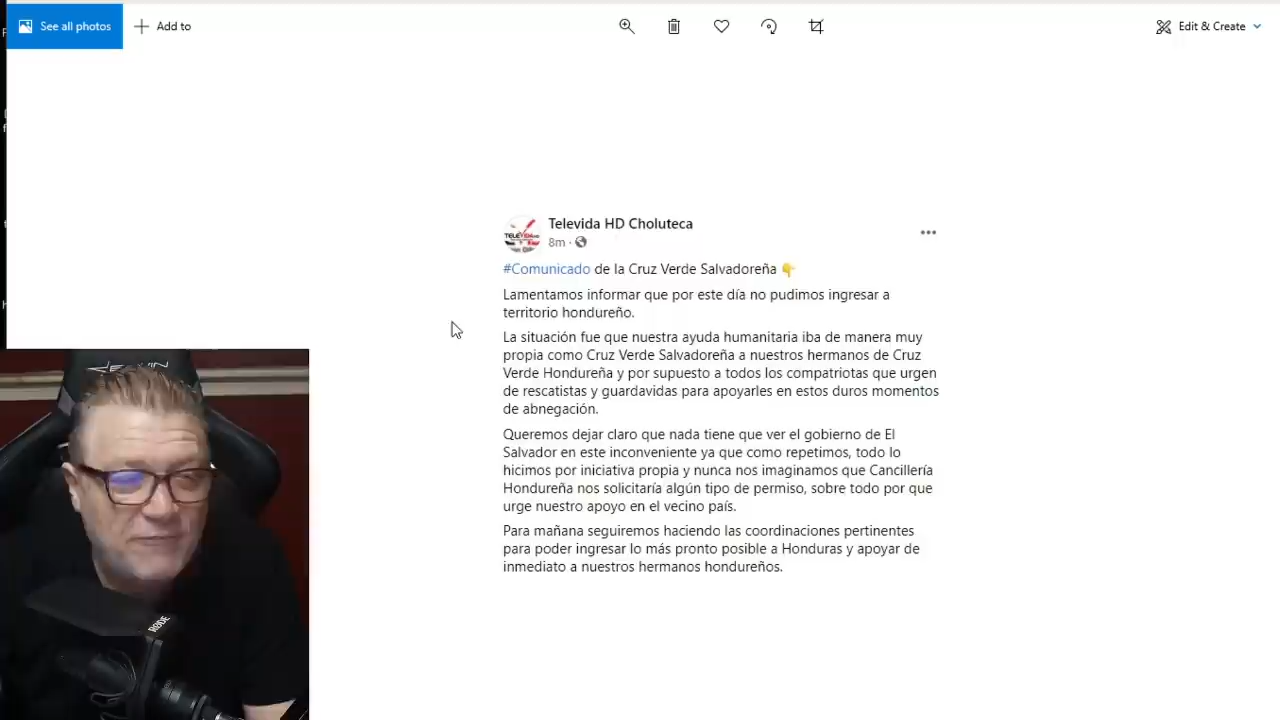 See all photos
Add to
Edit & Create
Televida HD Choluteca
8m ·
#Comunicado de la Cruz Verde Salvadoreña 👇
Lamentamos informar que por este día no pudimos ingresar a
territorio hondureño.
La situación fue que nuestra ayuda humanitaria iba de manera muy
propia como Cruz Verde Salvadoreña a nuestros hermanos de Cruz
Verde Hondureña y por supuesto a todos los compatriotas que urgen
de rescatistas y guardavidas para apoyarles en estos duros momentos
de abnegación.
Queremos dejar claro que nada tiene que ver el gobierno de El
Salvador en este inconveniente ya que como repetimos, todo lo
hicimos por iniciativa propia y nunca nos imaginamos que Cancillería
Hondureña nos solicitaría algún tipo de permiso, sobre todo por que
urge nuestro apoyo en el vecino país.
Para mañana seguiremos haciendo las coordinaciones pertinentes
para poder ingresar lo más pronto posible a Honduras y apoyar de
inmediato a nuestros hermanos hondureños.
RØDE